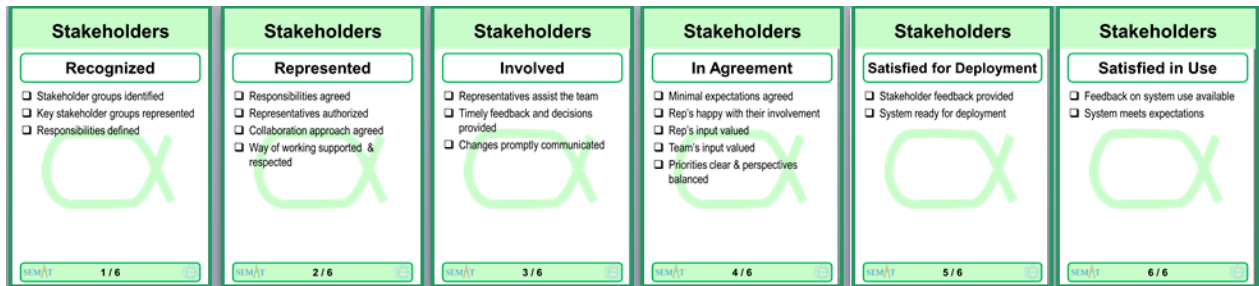 Stakeholders
Recognized
❑ Stakeholder groups identified
❑ Key stakeholder groups represented
❑ Responsibilities defined
SEMAT
1 / 6
Stakeholders
Represented
❑ Responsibilities agreed
❑ Representatives authorized
❑ Collaboration approach agreed
❑ Way of working supported &
respected
SEMAT
2 / 6
Stakeholders
Involved
❑ Representatives assist the team
❑ Timely feedback and decisions
provided
❑ Changes promptly communicated
SEMAT
3 / 6
Stakeholders
In Agreement
❑ Minimal expectations agreed
❑ Rep's happy with their involvement
❑ Rep's input valued
❑ Team's input valued
❑ Priorities clear & perspectives
balanced
SEMAT
4 / 6
Stakeholders
Satisfied for Deployment
❑ Stakeholder feedback provided
❑ System ready for deployment
SEMAT
5 / 6
Stakeholders
Satisfied in Use
❑ Feedback on system use available
❑ System meets expectations
SEMAT
6 / 6